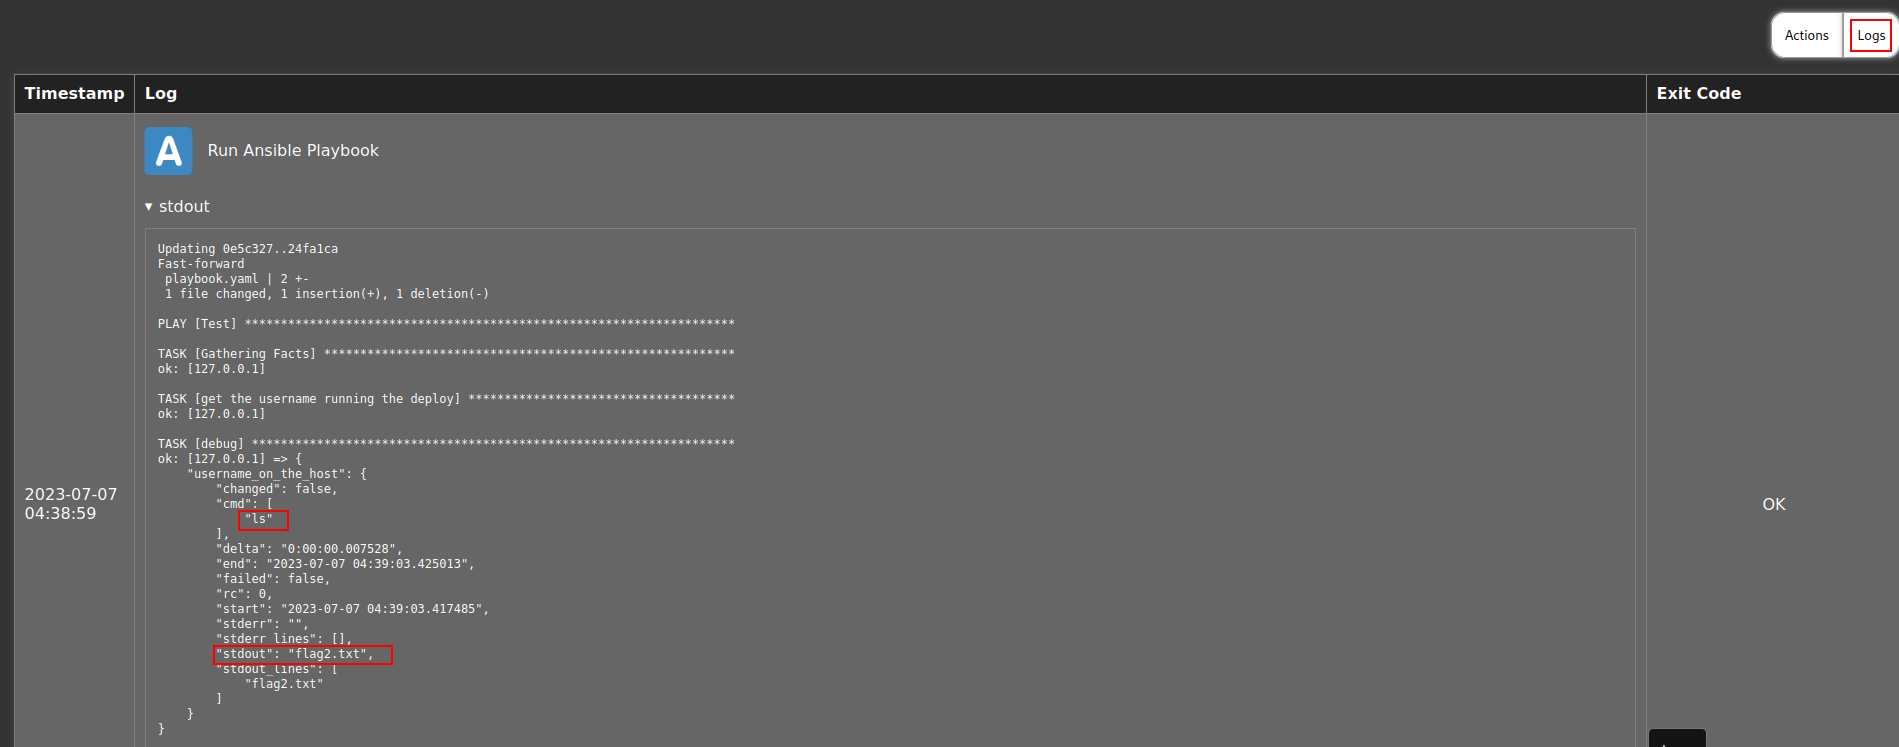 Actions Logs
Timestamp Log Exit Code
A Run Ansible Playbook
▾ stdout
Updating 0e5c327..24fa1ca
Fast-forward
 playbook.yaml | 2 +-
 1 file changed, 1 insertion(+), 1 deletion(-)
PLAY [Test] ********************************************************************
TASK [Gathering Facts] *********************************************************
ok: [127.0.0.1]
TASK [get the username running the deploy] *************************************
ok: [127.0.0.1]
TASK [debug] *******************************************************************
ok: [127.0.0.1] => {
    "username_on_the_host": {
        "changed": false,
        "cmd": [
            "ls"
        ],
        "delta": "0:00:00.007528",
        "end": "2023-07-07 04:39:03.425013",
        "failed": false,
        "rc": 0,
        "start": "2023-07-07 04:39:03.417485",
        "stderr": "",
        "stderr_lines": [],
        "stdout": "flag2.txt",
        "stdout_lines": [
            "flag2.txt"
        ]
    }
}
2023-07-07
04:38:59
OK